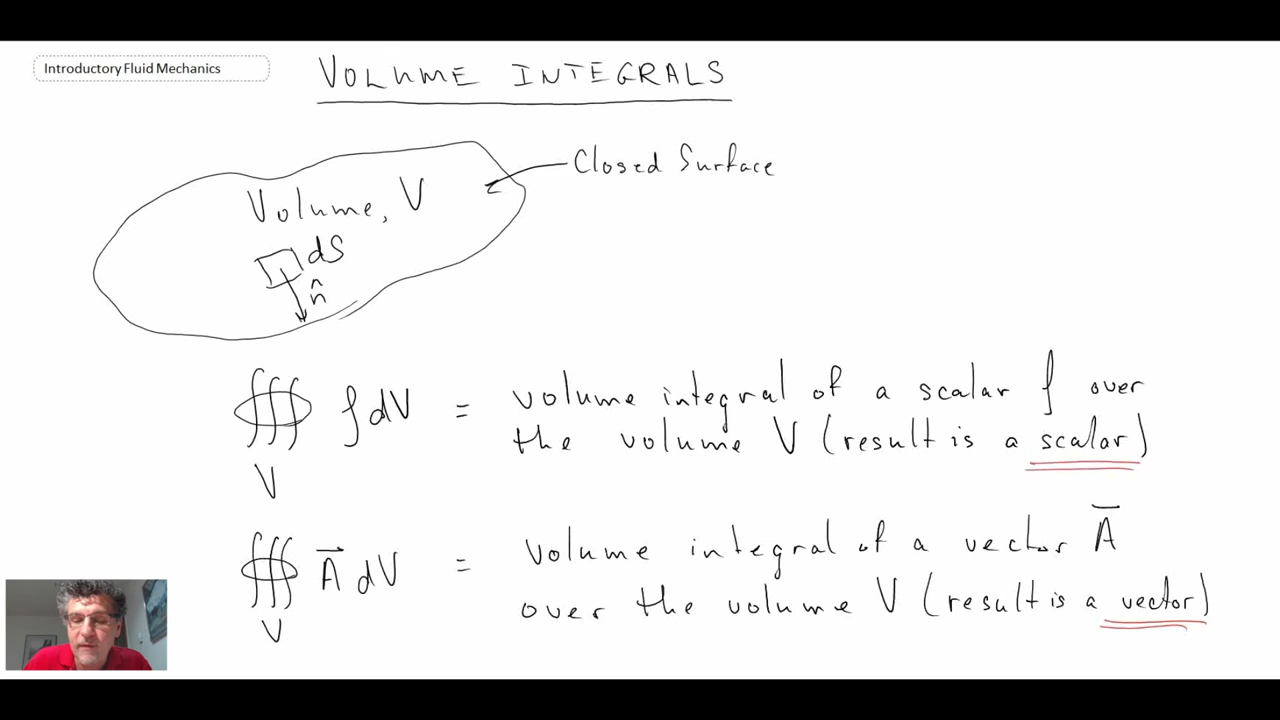 Introductory Fluid Mechanics
VOLUME INTEGRALS
Closed Surface
Volume, V
dS
n̂
∰ ρ dV = volume integral of a scalar ρ over
V the volume V (result is a scalar)
∰ A⃗ dV = volume integral of a vector A̅
V over the volume V (result is a vector)